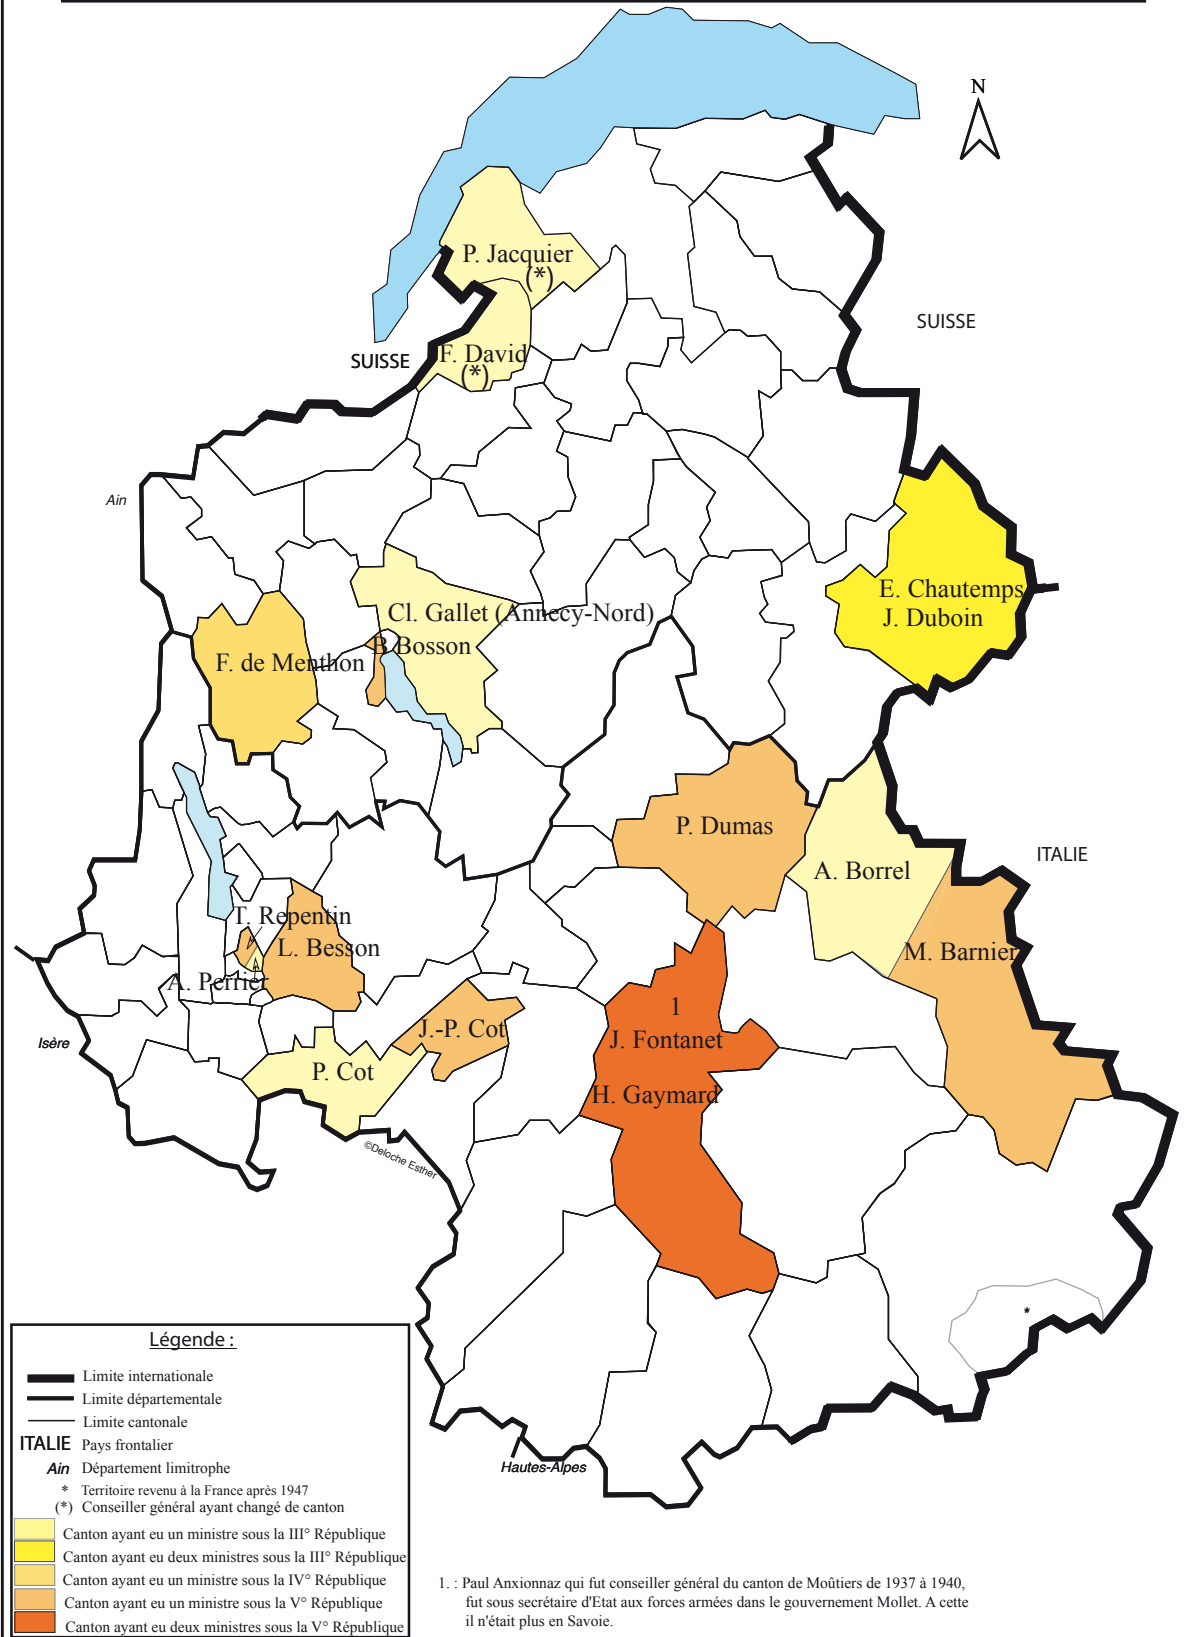 N
P. Jacquier
(*)
SUISSE
SUISSE
F. David
(*)
Ain
E. Chautemps
J. Duboin
Cl. Gallet (Annecy-Nord)
B Bosson
F. de Menthon
P. Dumas
ITALIE
A. Borrel
T. Repentin
L. Besson
M. Barnier
A. Perrier
1
J.-P. Cot
J. Fontanet
Isère
P. Cot
H. Gaymard
©Deloche Esther
*
Hautes-Alpes
Légende :
Limite internationale
Limite départementale
Limite cantonale
ITALIE Pays frontalier
Ain Département limitrophe
* Territoire revenu à la France après 1947
(*) Conseiller général ayant changé de canton
Canton ayant eu un ministre sous la III° République
Canton ayant eu deux ministres sous la III° République
Canton ayant eu un ministre sous la IV° République
Canton ayant eu un ministre sous la V° République
Canton ayant eu deux ministres sous la V° République
1. : Paul Anxionnaz qui fut conseiller général du canton de Moûtiers de 1937 à 1940,
fut sous secrétaire d'Etat aux forces armées dans le gouvernement Mollet. A cette
il n'était plus en Savoie.